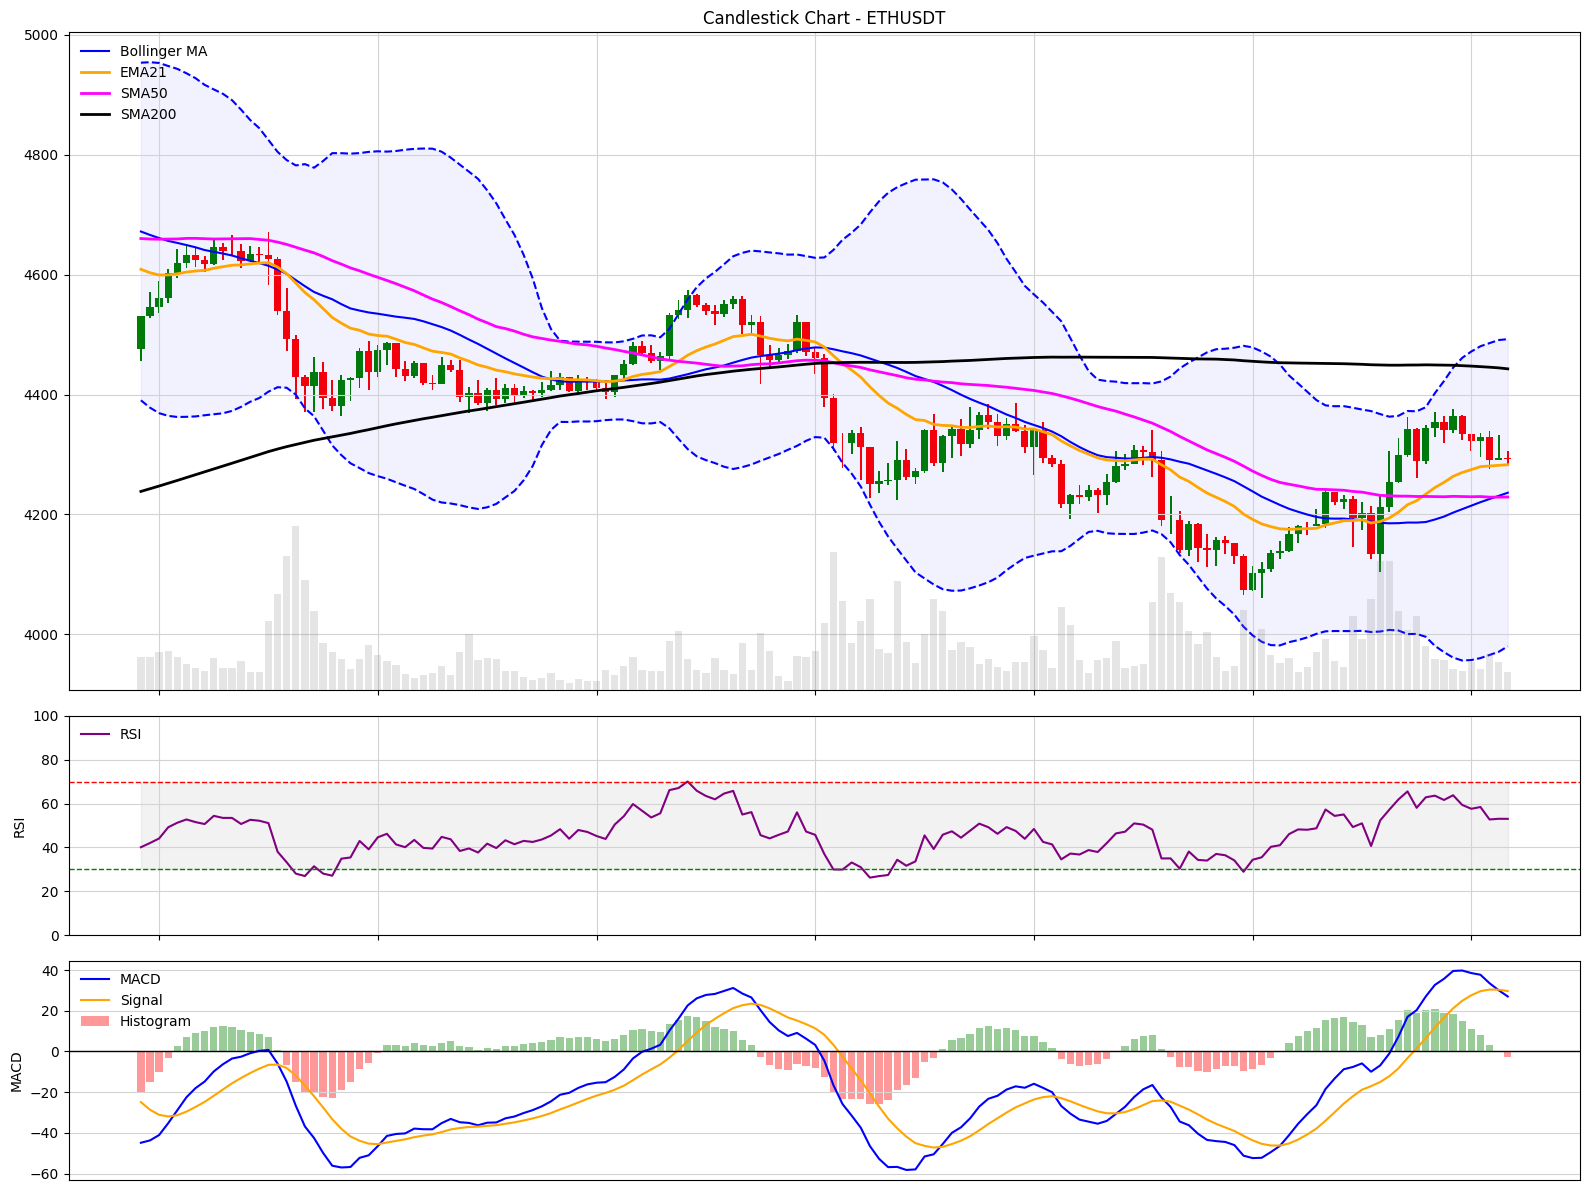 Candlestick Chart - ETHUSDT
5000
4800
4600
4400
4200
4000
Bollinger MA
EMA21
SMA50
SMA200
100
80
60
40
20
0
RSI
RSI
40
20
0
−20
−40
−60
MACD
MACD
Signal
Histogram